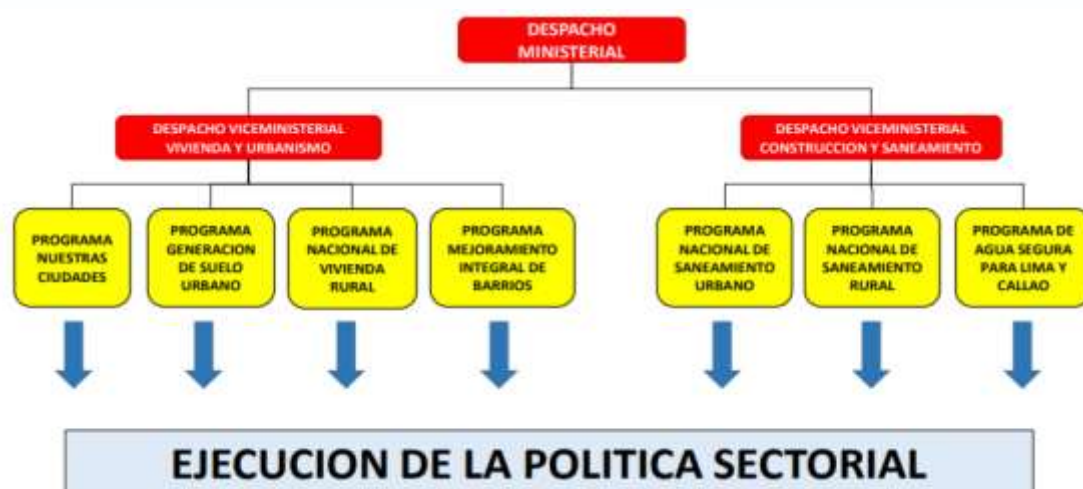 DESPACHO
MINISTERIAL
DESPACHO VICEMINISTERIAL
VIVIENDA Y URBANISMO
DESPACHO VICEMINISTERIAL
CONSTRUCCION Y SANEAMIENTO
PROGRAMA
NUESTRAS
CIUDADES
PROGRAMA
GENERACION
DE SUELO
URBANO
PROGRAMA
NACIONAL DE
VIVIENDA
RURAL
PROGRAMA
MEJORAMIENTO
INTEGRAL DE
BARRIOS
PROGRAMA
NACIONAL DE
SANEAMIENTO
URBANO
PROGRAMA
NACIONAL DE
SANEAMIENTO
RURAL
PROGRAMA DE
AGUA SEGURA
PARA LIMA Y
CALLAO
EJECUCION DE LA POLITICA SECTORIAL